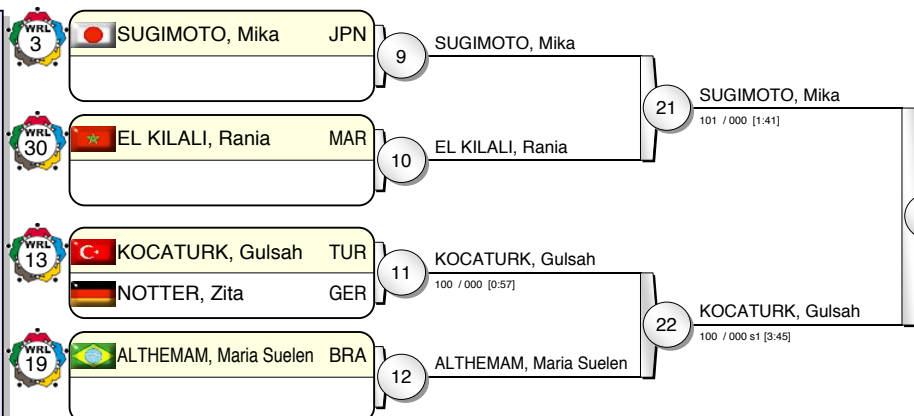 WRL
3
SUGIMOTO, Mika JPN
9
SUGIMOTO, Mika
21
SUGIMOTO, Mika
101 / 000 [1:41]
WRL
30
EL KILALI, Rania MAR
10
EL KILALI, Rania
WRL
13
KOCATURK, Gulsah TUR
NOTTER, Zita GER
11
KOCATURK, Gulsah
100 / 000 [0:57]
22
KOCATURK, Gulsah
100 / 000 s1 [3:45]
WRL
19
ALTHEMAM, Maria Suelen BRA
12
ALTHEMAM, Maria Suelen